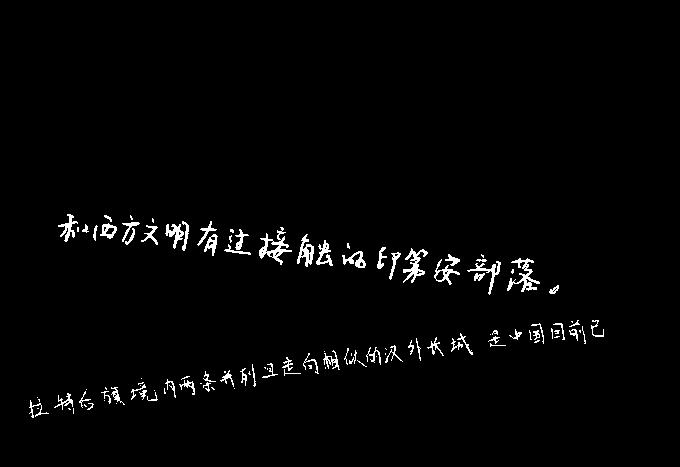 和西方文明有过接触的印第安部落。
拉特后旗境内两条并列且走向相似的汉外长城 是中国目前已